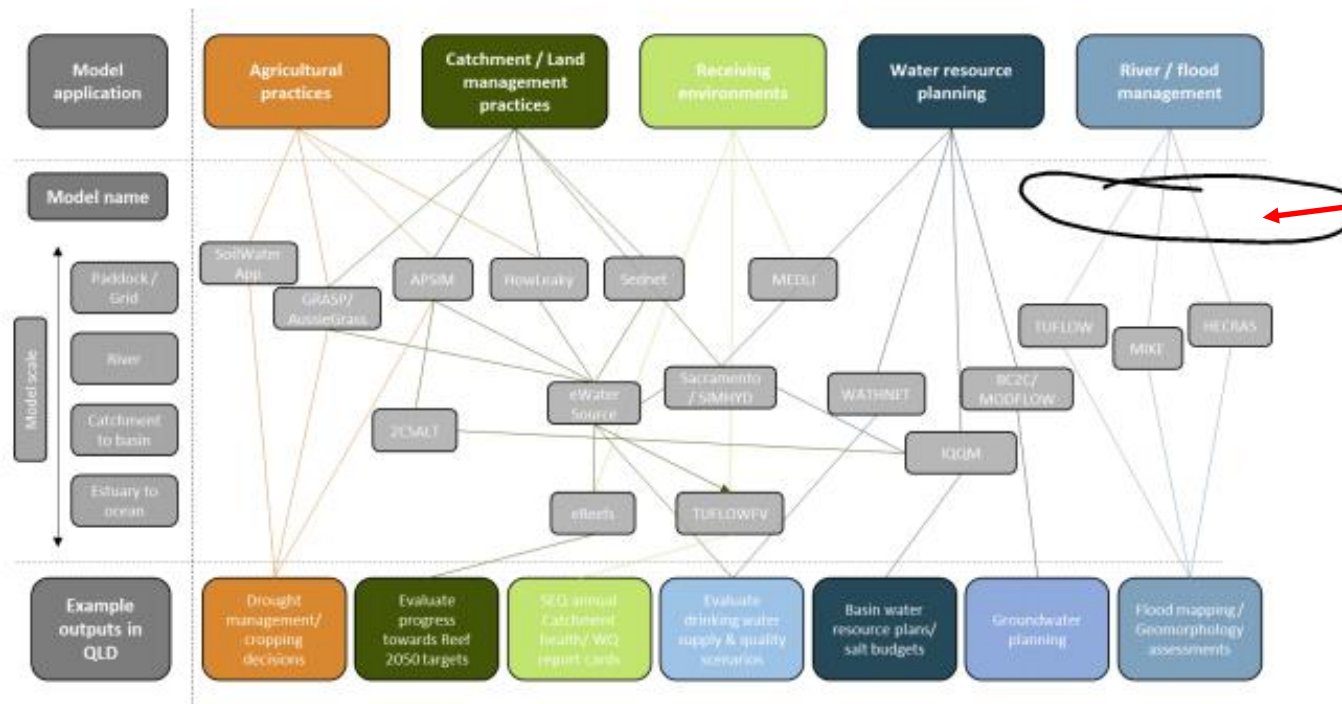 Model
application
Agricultural
practices
Catchment / Land
management
practices
Receiving
environments
Water resource
planning
River / flood
management
Model name
Model scale
Paddock /
Grid
River
Catchment
to basin
Estuary to
ocean
SoilWater
App
GRASP/
AussieGrass
APSIM
HowLeaky
Sednet
MEDLI
TUFLOW
MIKE
HECRAS
eWater
Source
Sacramento
/ SIMHYD
WATHNET
BC2C/
MODFLOW
2CSALT
IQQM
eReefs
TUFLOWFV
Example
outputs in
QLD
Drought
management/
cropping
decisions
Evaluate
progress
towards Reef
2050 targets
SEQ annual
Catchment
health/ WQ
report cards
Evaluate
drinking water
supply & quality
scenarios
Basin water
resource plans/
salt budgets
Groundwater
planning
Flood mapping /
Geomorphology
assessments